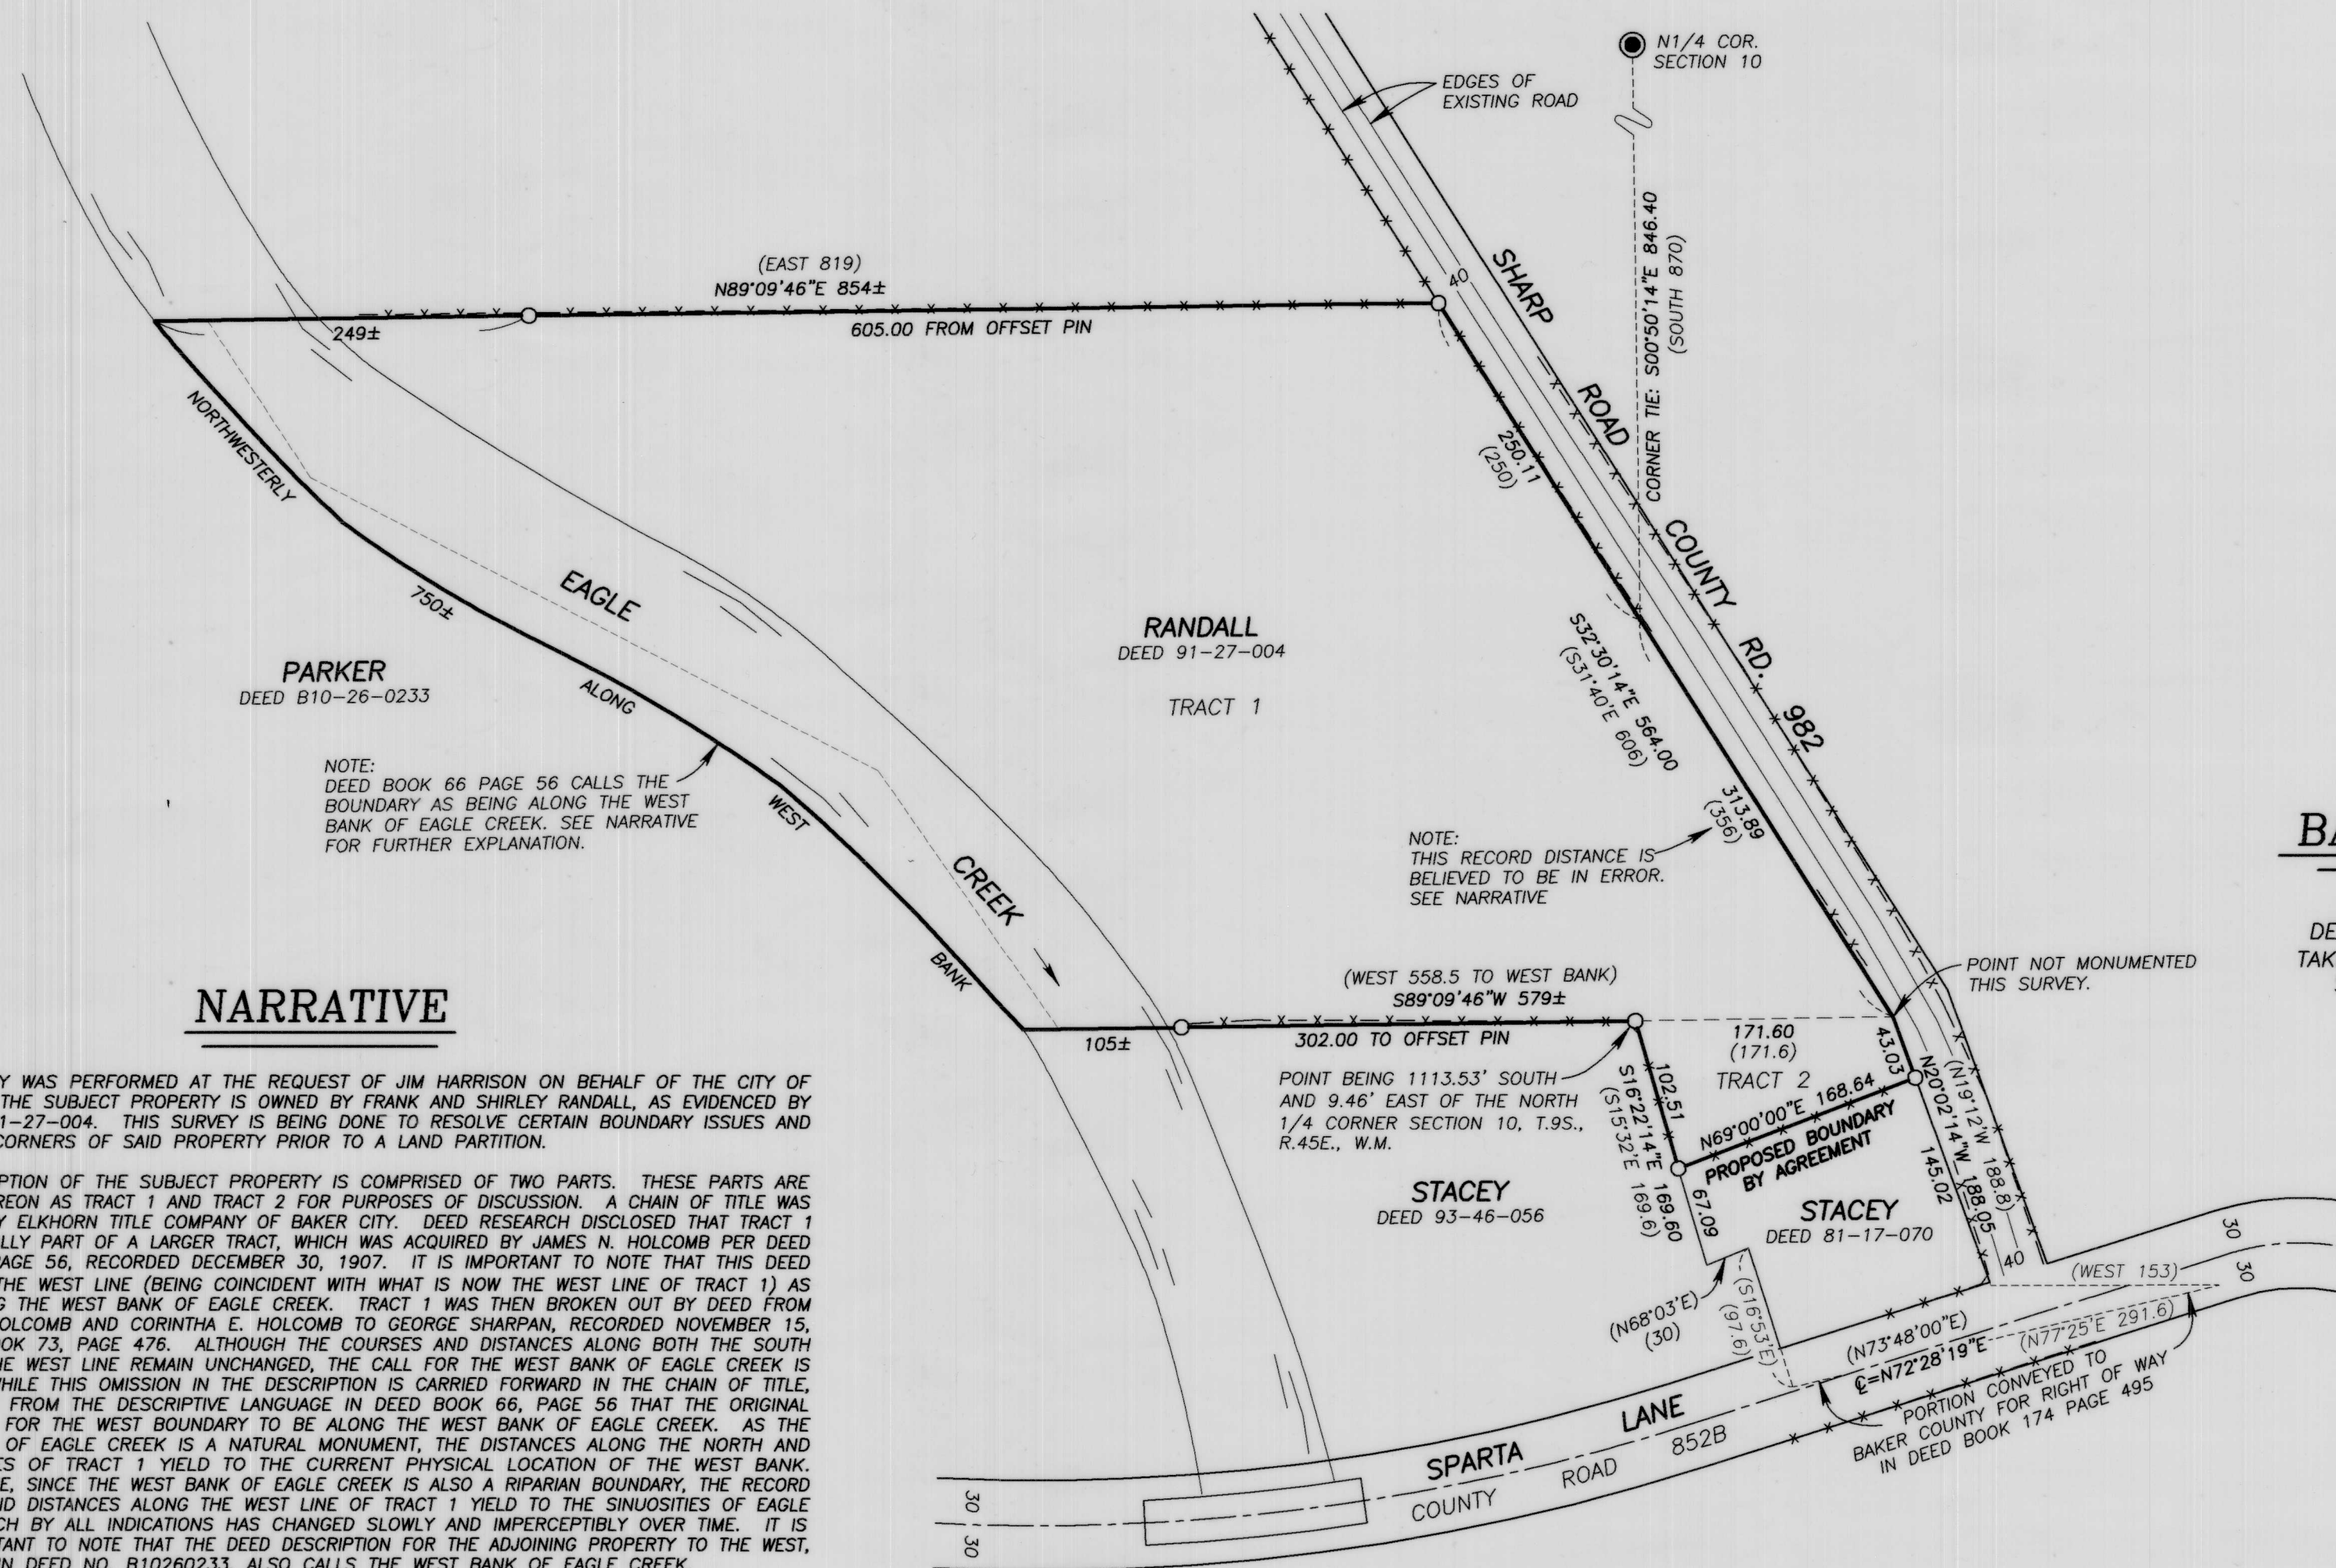 N1/4 COR.
SECTION 10
EDGES OF
EXISTING ROAD
CORNER TIE: S00°50'14"E 846.40
(SOUTH 870)
(EAST 819)
N89°09'46"E 854±
249±
605.00 FROM OFFSET PIN
40
SHARP ROAD COUNTY RD. 982
250.11
(250)
S32°30'14"E 564.00
(S31°40'E 606)
313.89
(356)
NORTHWESTERLY
750±
ALONG
WEST
BANK
EAGLE
CREEK
PARKER
DEED B10-26-0233
RANDALL
DEED 91-27-004
TRACT 1
NOTE:
DEED BOOK 66 PAGE 56 CALLS THE
BOUNDARY AS BEING ALONG THE WEST
BANK OF EAGLE CREEK. SEE NARRATIVE
FOR FURTHER EXPLANATION.
NOTE:
THIS RECORD DISTANCE IS
BELIEVED TO BE IN ERROR.
SEE NARRATIVE
BA
DE
TAK
POINT NOT MONUMENTED
THIS SURVEY.
(WEST 558.5 TO WEST BANK)
S89°09'46"W 579±
105±
302.00 TO OFFSET PIN
171.60
(171.6)
TRACT 2
43.03
POINT BEING 1113.53' SOUTH
AND 9.46' EAST OF THE NORTH
1/4 CORNER SECTION 10, T.9S.,
R.45E., W.M.
102.51
S16°22'14"E 169.60
(S15°32'E 169.6)
67.09
N69°00'00"E 168.64
PROPOSED BOUNDARY
BY AGREEMENT
N20°02'14"W 188.05
(N19°12'W 188.8)
145.02
STACEY
DEED 93-46-056
STACEY
DEED 81-17-070
40
(WEST 153)
30
30
(N68°03'E)
(30)
(S16°53'E)
(97.6)
(N73°48'00"E)
℄=N72°28'19"E
(N77°25'E 291.6)
PORTION CONVEYED TO
BAKER COUNTY FOR RIGHT OF WAY
IN DEED BOOK 174 PAGE 495
SPARTA LANE
COUNTY ROAD 852B
30
30
NARRATIVE
Y WAS PERFORMED AT THE REQUEST OF JIM HARRISON ON BEHALF OF THE CITY OF
THE SUBJECT PROPERTY IS OWNED BY FRANK AND SHIRLEY RANDALL, AS EVIDENCED BY
1-27-004. THIS SURVEY IS BEING DONE TO RESOLVE CERTAIN BOUNDARY ISSUES AND
CORNERS OF SAID PROPERTY PRIOR TO A LAND PARTITION.
PTION OF THE SUBJECT PROPERTY IS COMPRISED OF TWO PARTS. THESE PARTS ARE
REON AS TRACT 1 AND TRACT 2 FOR PURPOSES OF DISCUSSION. A CHAIN OF TITLE WAS
Y ELKHORN TITLE COMPANY OF BAKER CITY. DEED RESEARCH DISCLOSED THAT TRACT 1
LLY PART OF A LARGER TRACT, WHICH WAS ACQUIRED BY JAMES N. HOLCOMB PER DEED
PAGE 56, RECORDED DECEMBER 30, 1907. IT IS IMPORTANT TO NOTE THAT THIS DEED
THE WEST LINE (BEING COINCIDENT WITH WHAT IS NOW THE WEST LINE OF TRACT 1) AS
G THE WEST BANK OF EAGLE CREEK. TRACT 1 WAS THEN BROKEN OUT BY DEED FROM
OLCOMB AND CORINTHA E. HOLCOMB TO GEORGE SHARPAN, RECORDED NOVEMBER 15,
OOK 73, PAGE 476. ALTHOUGH THE COURSES AND DISTANCES ALONG BOTH THE SOUTH
HE WEST LINE REMAIN UNCHANGED, THE CALL FOR THE WEST BANK OF EAGLE CREEK IS
WHILE THIS OMISSION IN THE DESCRIPTION IS CARRIED FORWARD IN THE CHAIN OF TITLE,
FROM THE DESCRIPTIVE LANGUAGE IN DEED BOOK 66, PAGE 56 THAT THE ORIGINAL
FOR THE WEST BOUNDARY TO BE ALONG THE WEST BANK OF EAGLE CREEK. AS THE
OF EAGLE CREEK IS A NATURAL MONUMENT, THE DISTANCES ALONG THE NORTH AND
ES OF TRACT 1 YIELD TO THE CURRENT PHYSICAL LOCATION OF THE WEST BANK.
E, SINCE THE WEST BANK OF EAGLE CREEK IS ALSO A RIPARIAN BOUNDARY, THE RECORD
ND DISTANCES ALONG THE WEST LINE OF TRACT 1 YIELD TO THE SINUOSITIES OF EAGLE
CH BY ALL INDICATIONS HAS CHANGED SLOWLY AND IMPERCEPTIBLY OVER TIME. IT IS
TANT TO NOTE THAT THE DEED DESCRIPTION FOR THE ADJOINING PROPERTY TO THE WEST,
IN DEED NO. B10260233, ALSO CALLS THE WEST BANK OF EAGLE CREEK